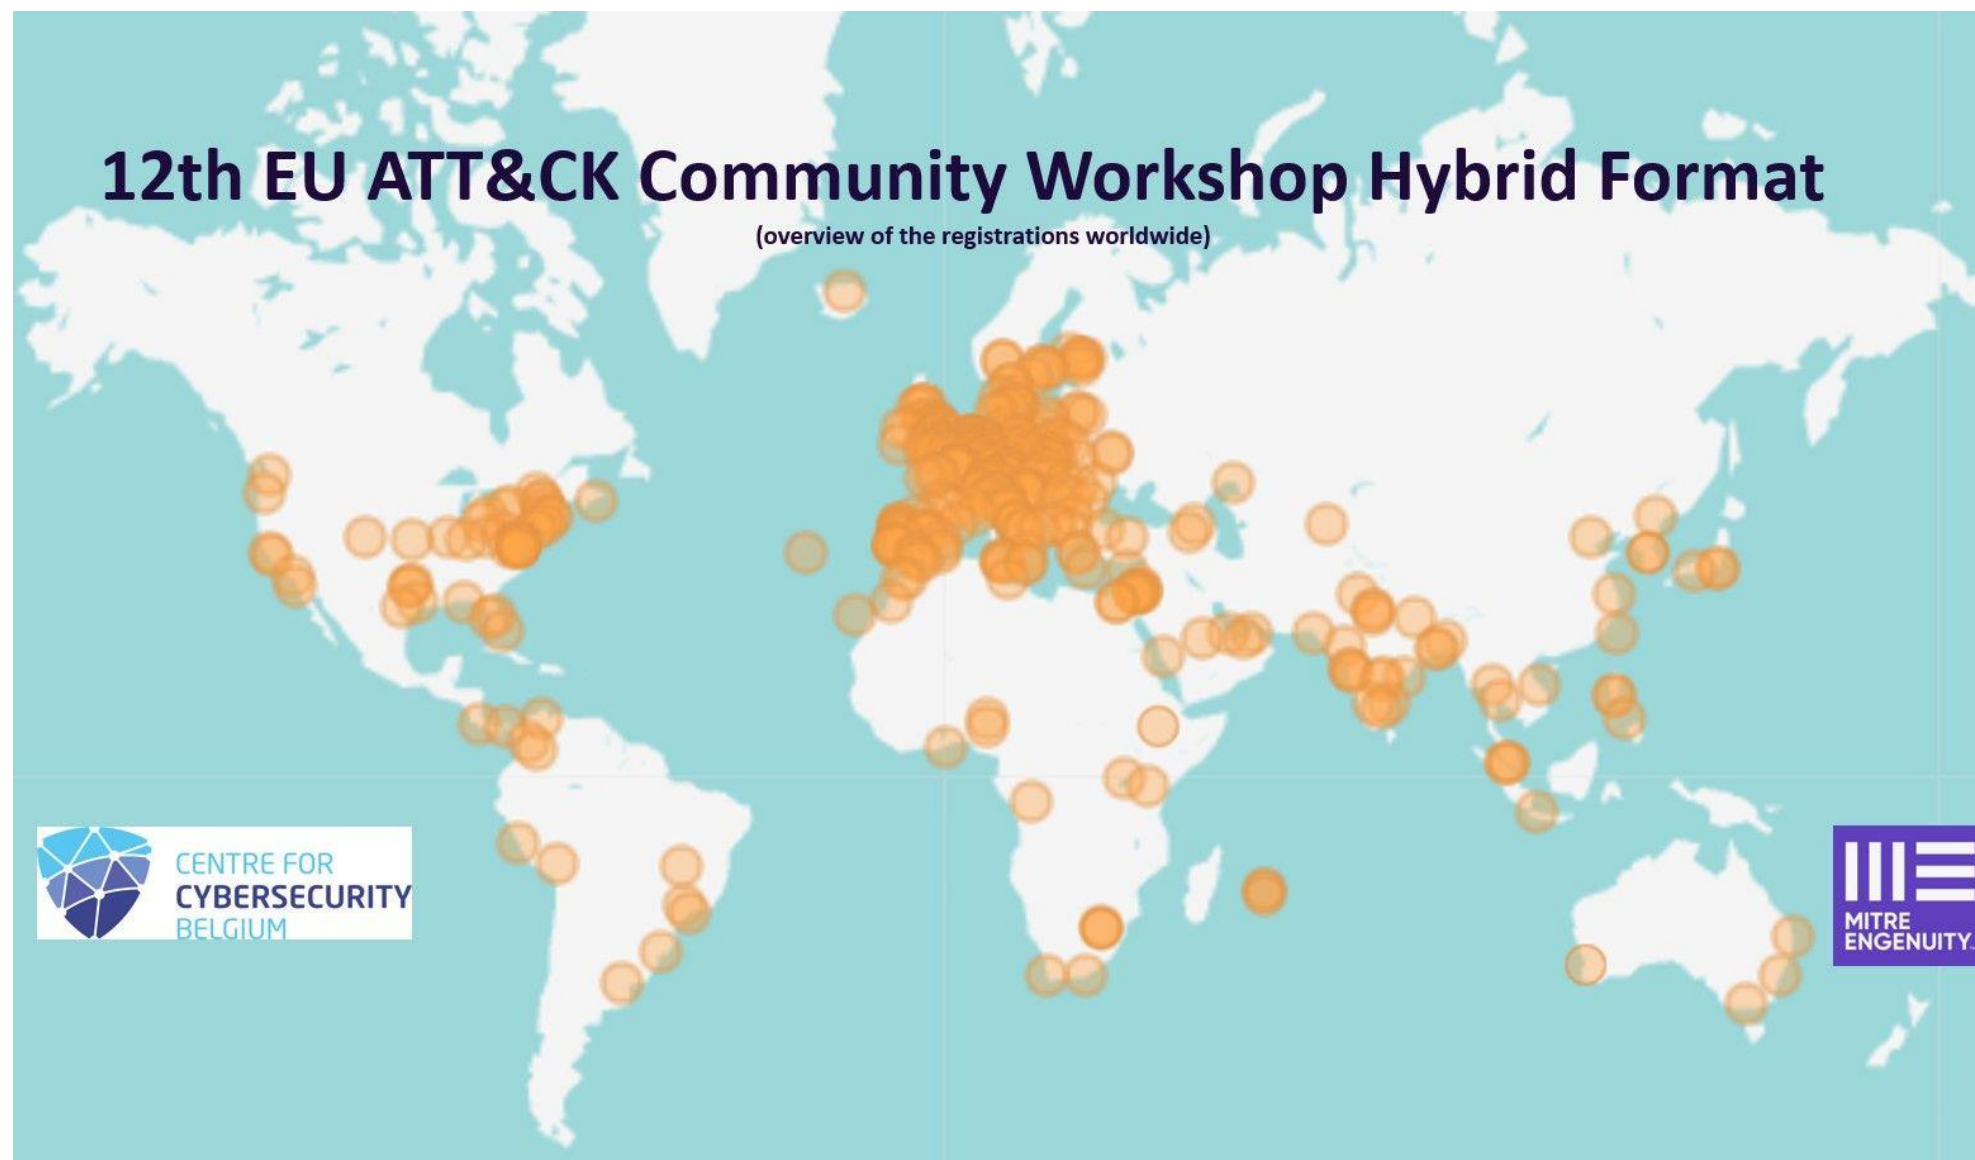 12th EU ATT&CK Community Workshop Hybrid Format
(overview of the registrations worldwide)
CENTRE FOR
CYBERSECURITY
BELGIUM
MITRE
ENGENUITY